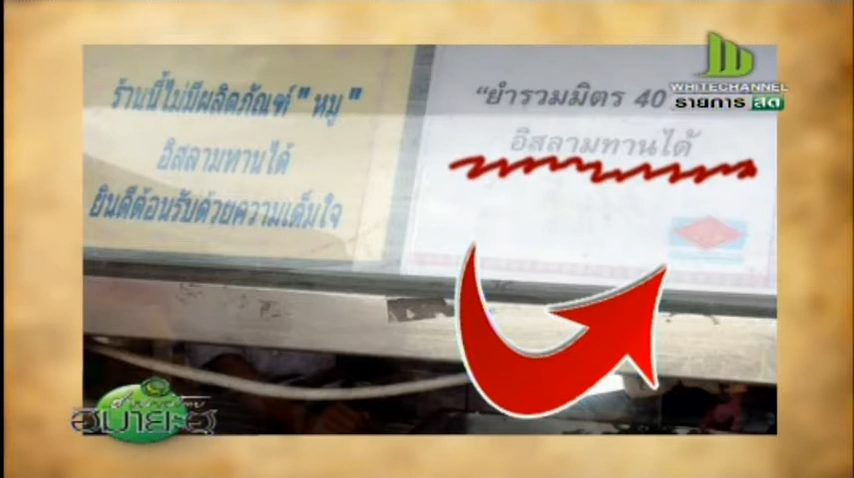 ร้านนี้ไม่มีผลิตภัณฑ์ " หมู "
อิสลามทานได้
ยินดีต้อนรับด้วยความเต็มใจ
"ยำรวมมิตร 40
อิสลามทานได้
WHITECHANNEL
รายการ สด